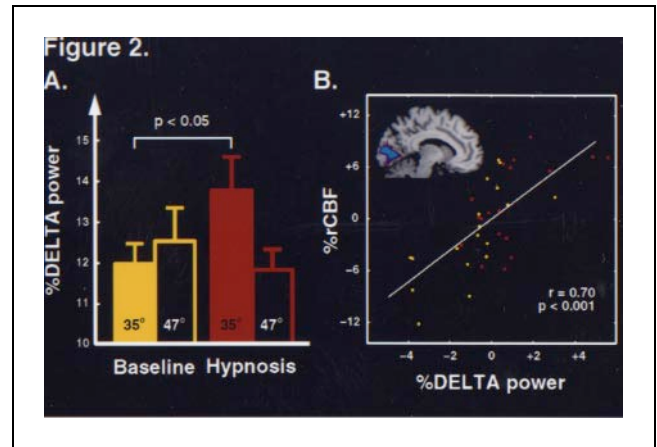 Figure 2.
A.
B.
p < 0.05
%DELTA power
15
14
13
12
11
10
35°
47°
35°
47°
Baseline Hypnosis
%rCBF
+12
+6
0
−6
−12
r = 0.70
p < 0.001
−4
−2
0
+2
+4
%DELTA power